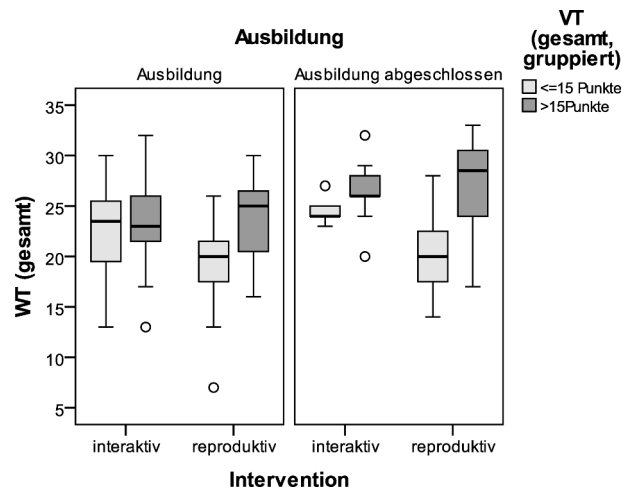 Ausbildung
VT
(gesamt,
gruppiert)
<=15 Punkte
>15Punkte
Ausbildung
Ausbildung abgeschlossen
WT (gesamt)
35
30
25
20
15
10
5
interaktiv
reproduktiv
interaktiv
reproduktiv
Intervention